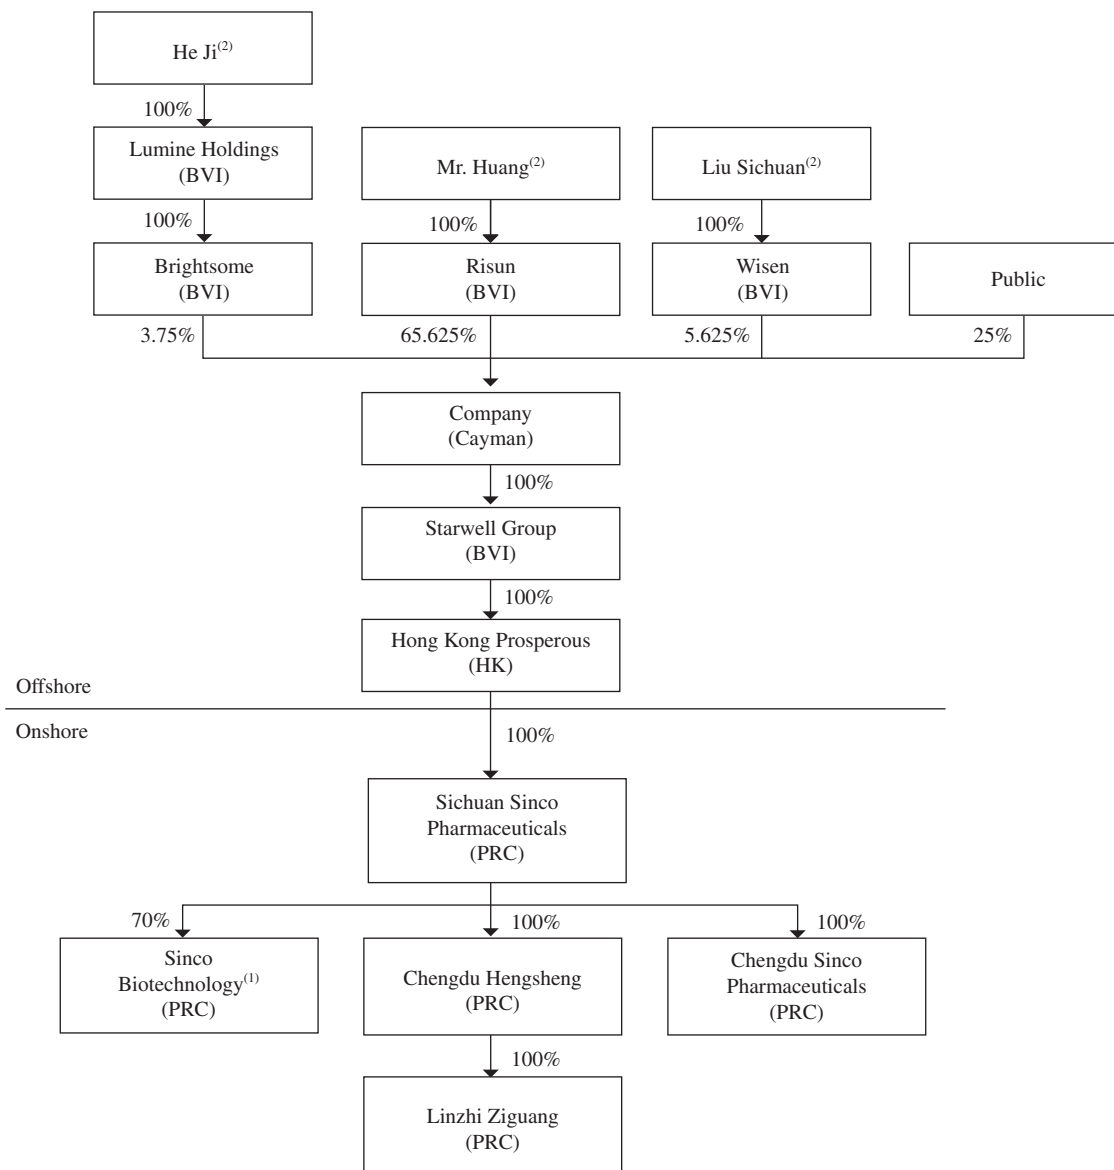 He Ji(2)
100%
Lumine Holdings
(BVI)
Mr. Huang(2)
Liu Sichuan(2)
100%
100%
100%
Brightsome
(BVI)
Risun
(BVI)
Wisen
(BVI)
Public
3.75%
65.625%
5.625%
25%
Company
(Cayman)
100%
Starwell Group
(BVI)
100%
Hong Kong Prosperous
(HK)
Offshore
Onshore
100%
Sichuan Sinco
Pharmaceuticals
(PRC)
70%
100%
100%
Sinco
Biotechnology(1)
(PRC)
Chengdu Hengsheng
(PRC)
Chengdu Sinco
Pharmaceuticals
(PRC)
100%
Linzhi Ziguang
(PRC)